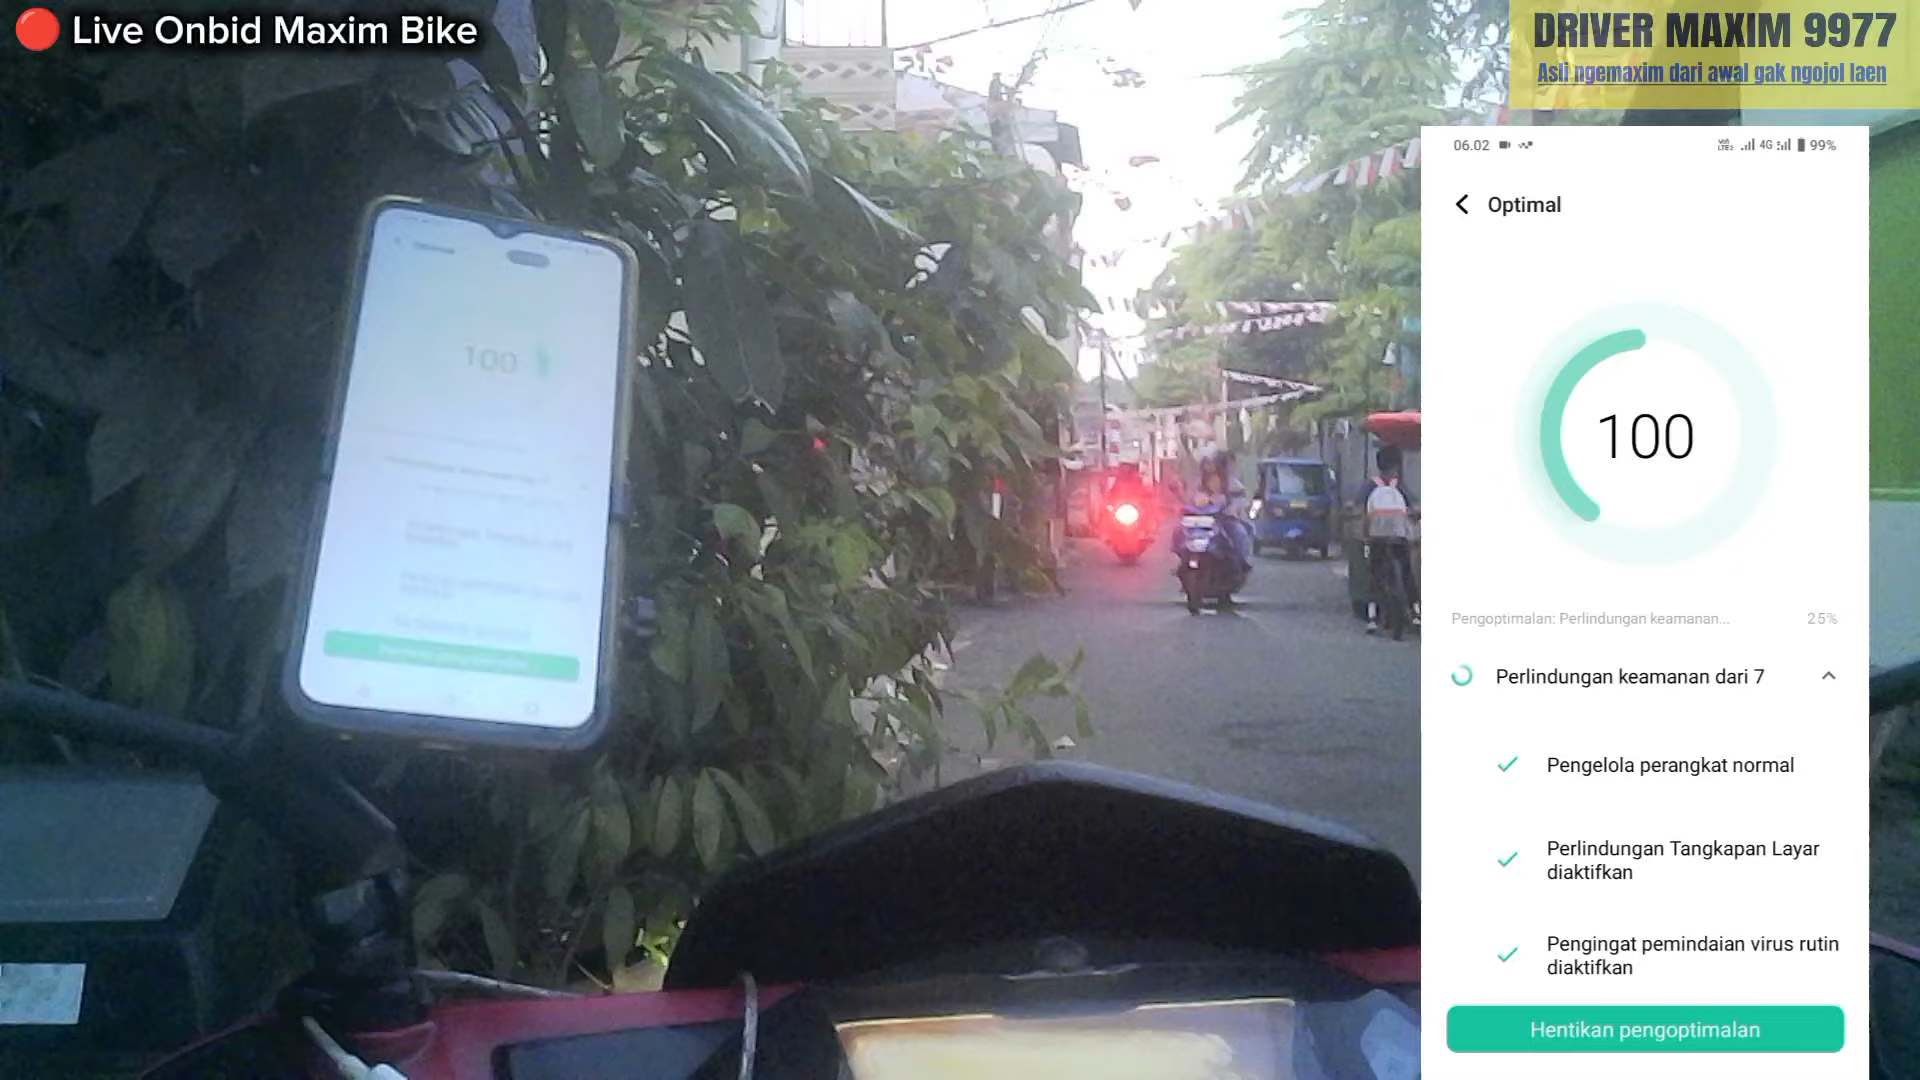 🔴 Live Onbid Maxim Bike
DRIVER MAXIM 9977
Asli ngemaxim dari awal gak ngojol laen
06.02
4G
99%
Optimal
100
Pengoptimalan: Perlindungan keamanan...
25%
Perlindungan keamanan dari 7
Pengelola perangkat normal
Perlindungan Tangkapan Layar
diaktifkan
Pengingat pemindaian virus rutin
diaktifkan
Hentikan pengoptimalan
100